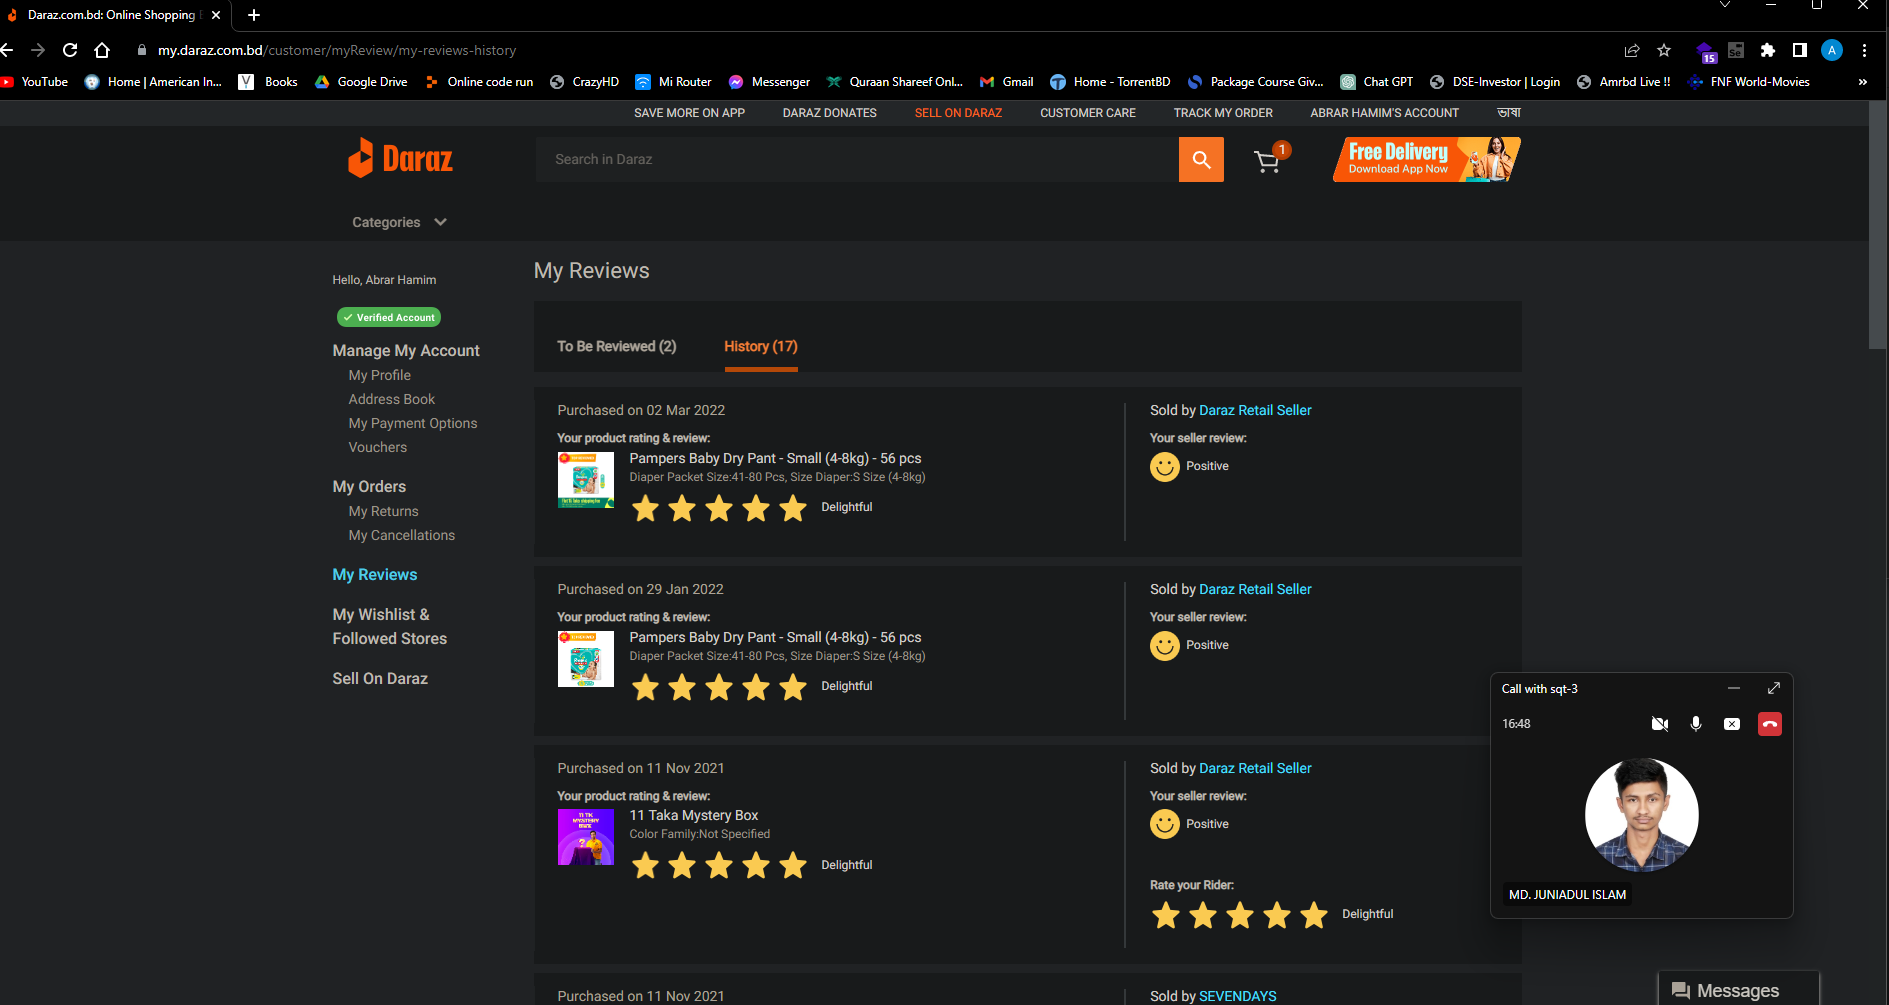 Daraz.com.bd: Online Shopping
my.daraz.com.bd/customer/myReview/my-reviews-history
15
Se
A
YouTube
Home | American In...
Books
Google Drive
Online code run
CrazyHD
Mi Router
Messenger
Quraan Shareef Onl...
Gmail
Home - TorrentBD
Package Course Giv...
Chat GPT
DSE-Investor | Login
Amrbd Live !!
FNF World-Movies
»
SAVE MORE ON APP
DARAZ DONATES
SELL ON DARAZ
CUSTOMER CARE
TRACK MY ORDER
ABRAR HAMIM'S ACCOUNT
ভাষা
Daraz
Search in Daraz
1
Free Delivery
Download App Now
Categories
Hello, Abrar Hamim
Verified Account
Manage My Account
My Profile
Address Book
My Payment Options
Vouchers
My Orders
My Returns
My Cancellations
My Reviews
My Wishlist &
Followed Stores
Sell On Daraz
My Reviews
To Be Reviewed (2)
History (17)
Purchased on 02 Mar 2022
Your product rating & review:
Pampers Baby Dry Pant - Small (4-8kg) - 56 pcs
Diaper Packet Size:41-80 Pcs, Size Diaper:S Size (4-8kg)
Delightful
Sold by Daraz Retail Seller
Your seller review:
Positive
Purchased on 29 Jan 2022
Your product rating & review:
Pampers Baby Dry Pant - Small (4-8kg) - 56 pcs
Diaper Packet Size:41-80 Pcs, Size Diaper:S Size (4-8kg)
Delightful
Sold by Daraz Retail Seller
Your seller review:
Positive
Purchased on 11 Nov 2021
Your product rating & review:
11 TK
MYSTERY
BOX
11 Taka Mystery Box
Color Family:Not Specified
Delightful
Sold by Daraz Retail Seller
Your seller review:
Positive
Rate your Rider:
Delightful
Purchased on 11 Nov 2021
Sold by SEVENDAYS
Call with sqt-3
16:48
MD. JUNIADUL ISLAM
Messages